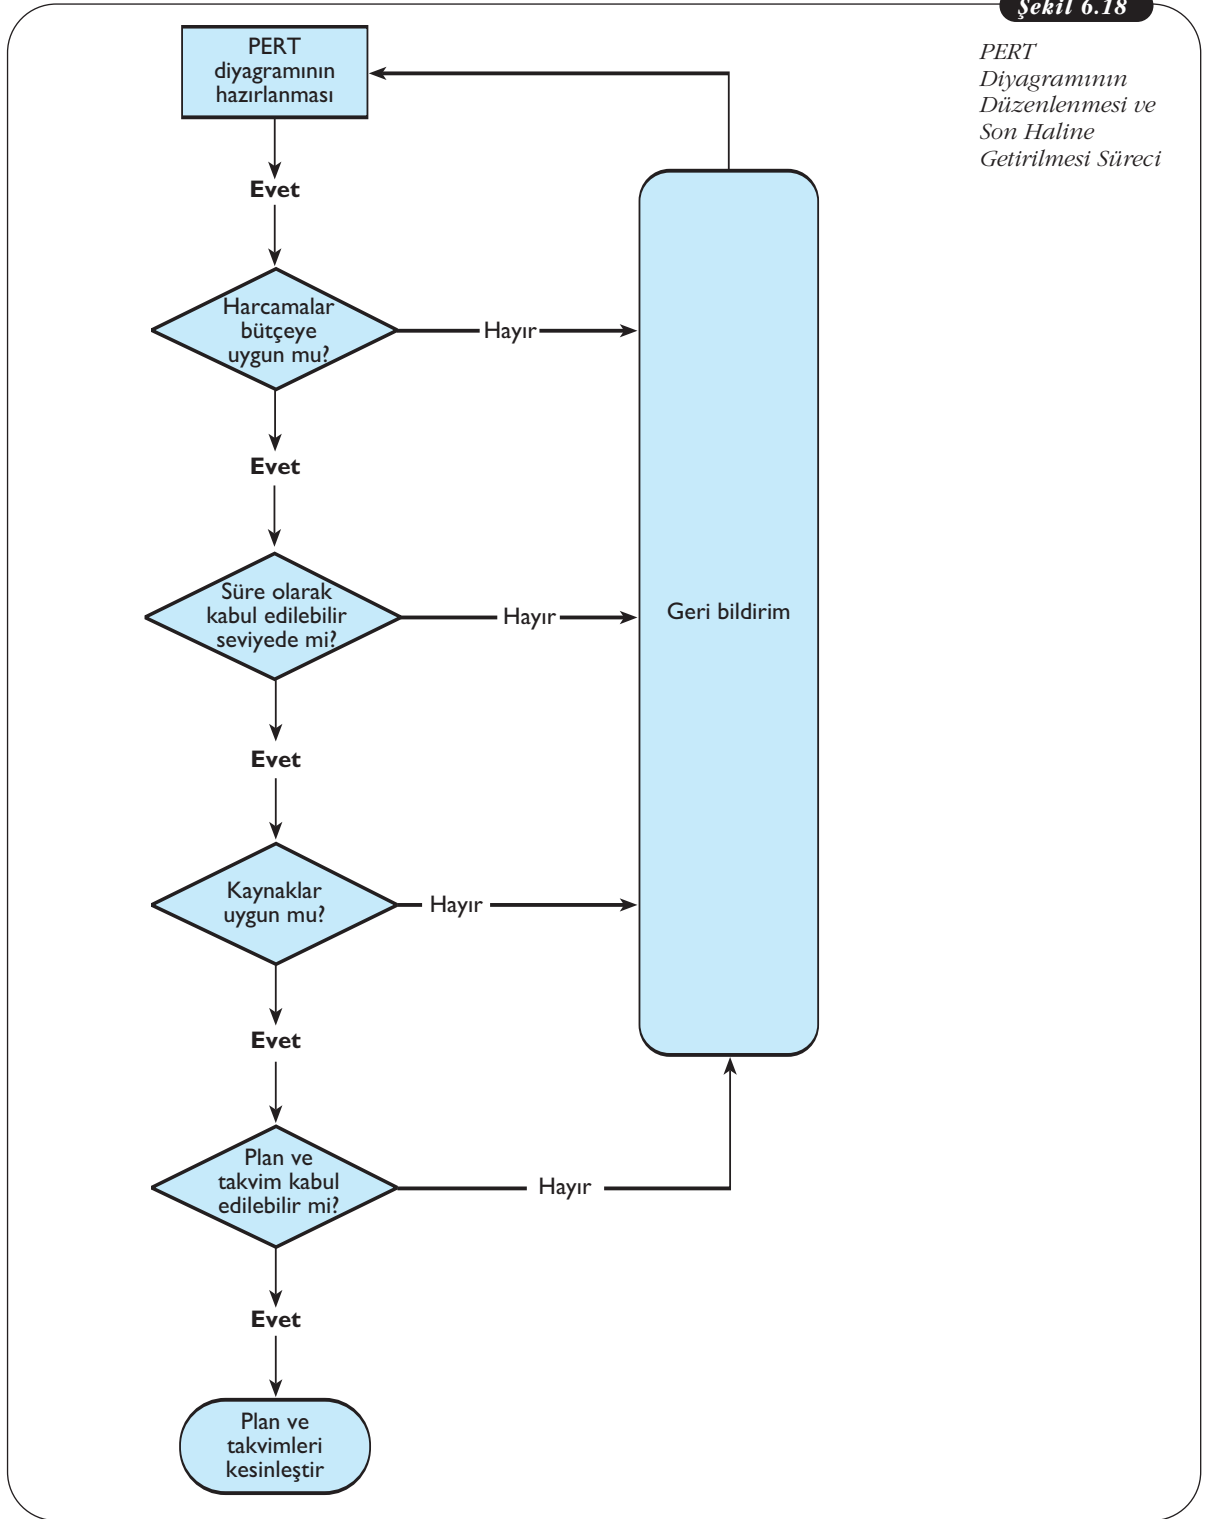 Şekil 6.18
PERT
Diyagramının
Düzenlenmesi ve
Son Haline
Getirilmesi Süreci
PERT
diyagramının
hazırlanması
Evet
Harcamalar
bütçeye
uygun mu?
Hayır
Evet
Süre olarak
kabul edilebilir
seviyede mi?
Hayır
Geri bildirim
Evet
Kaynaklar
uygun mu?
Hayır
Evet
Plan ve
takvim kabul
edilebilir mi?
Hayır
Evet
Plan ve
takvimleri
kesinleştir